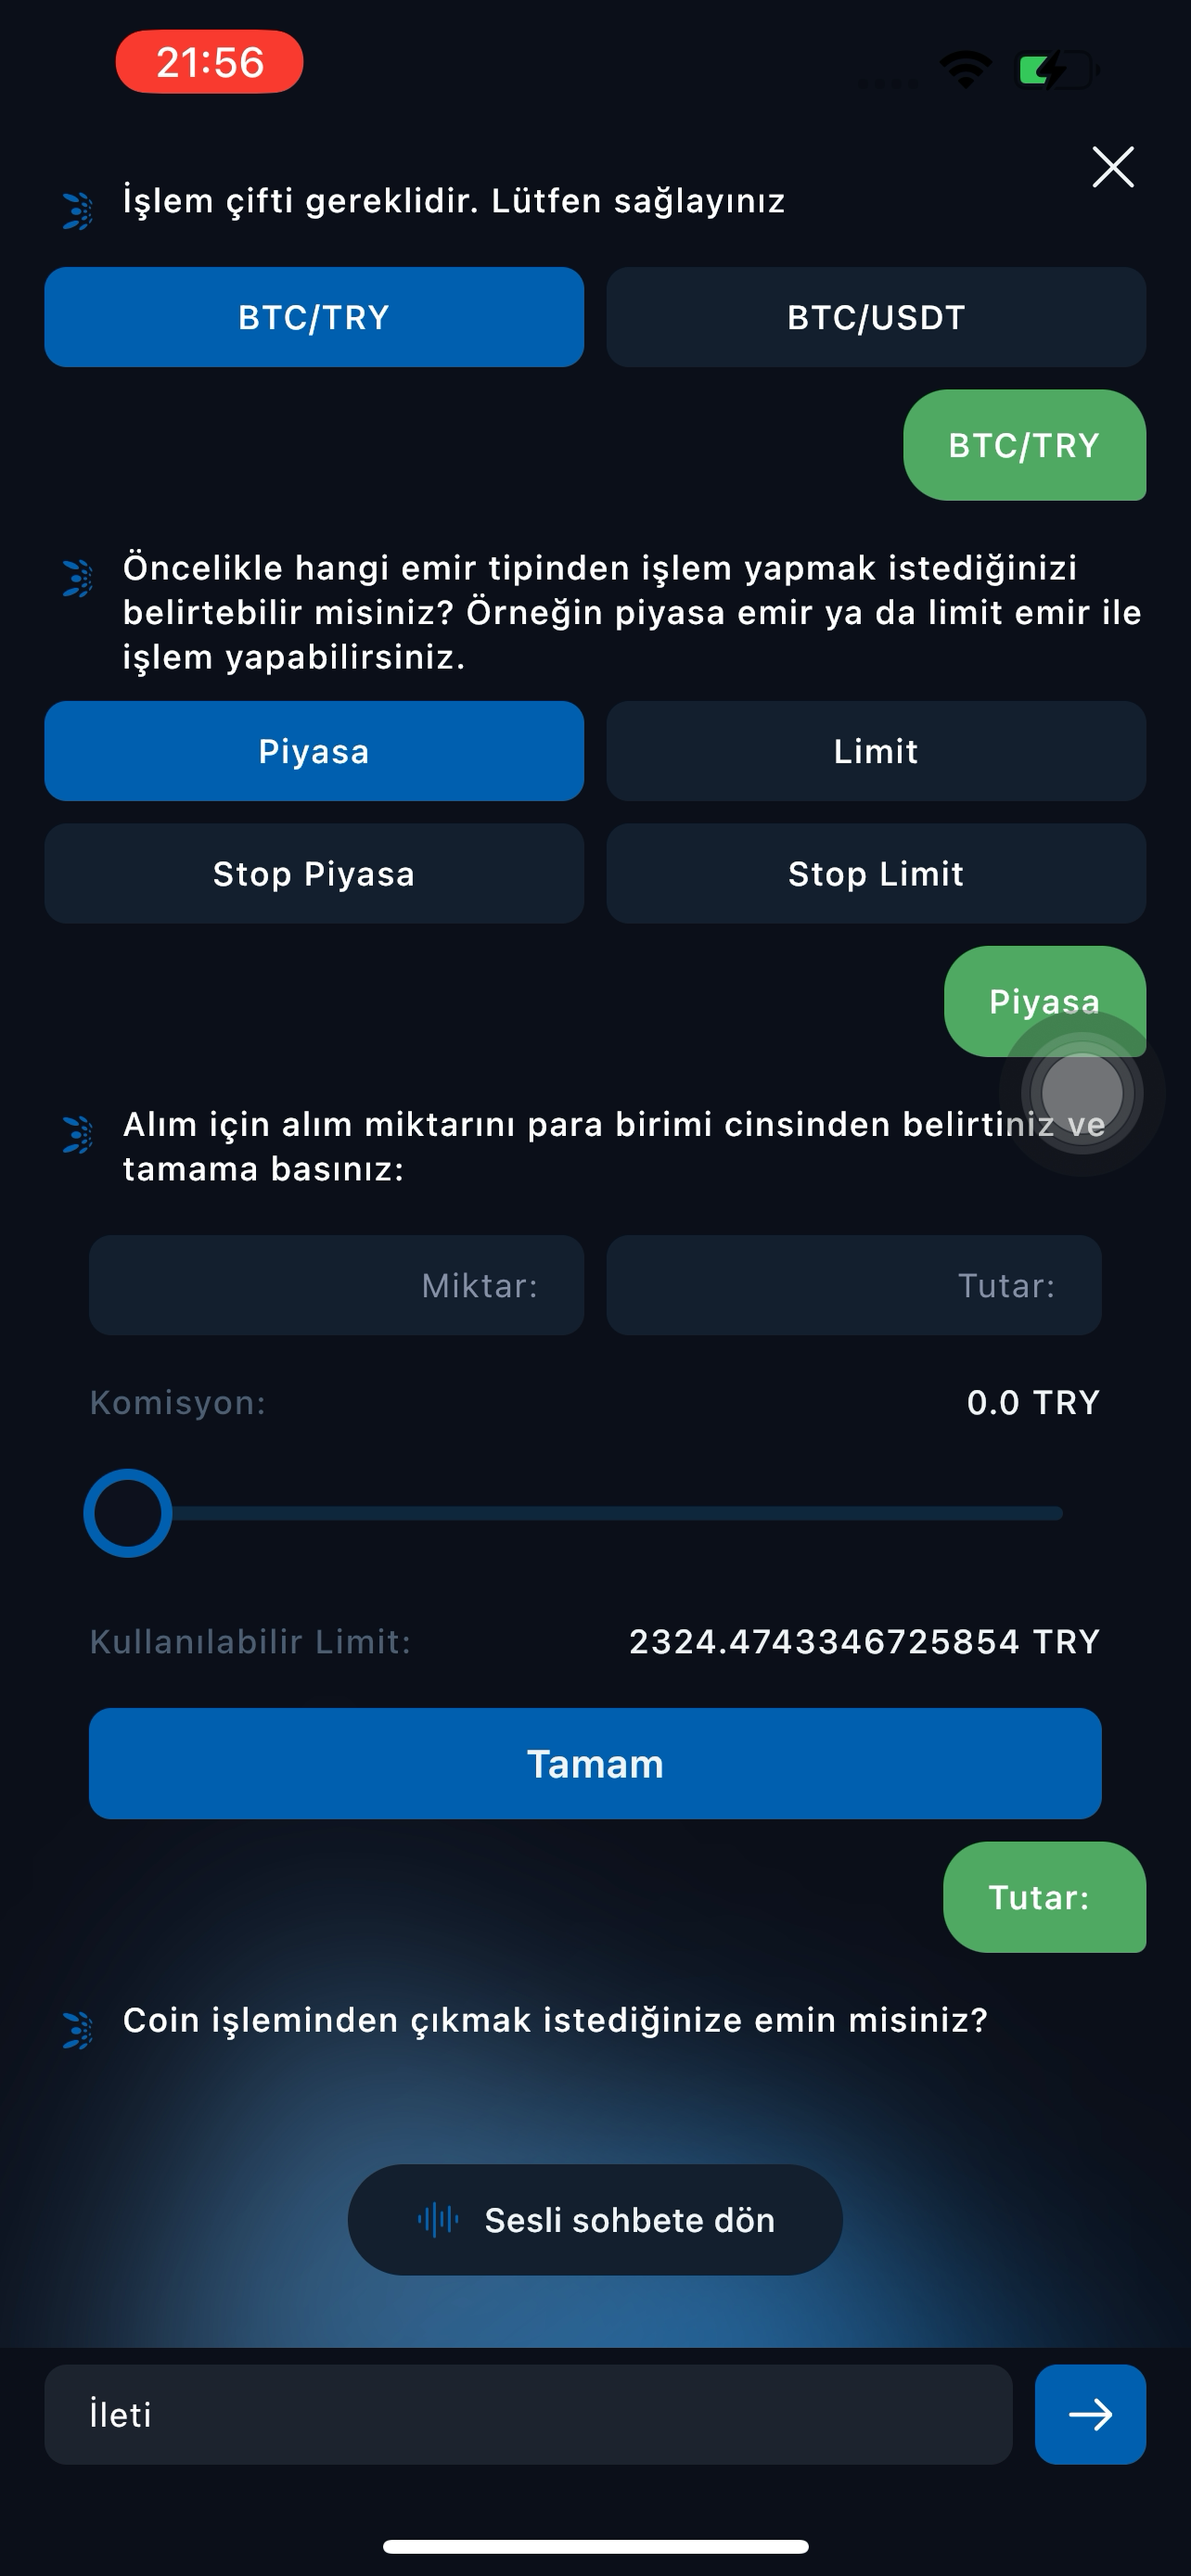 21:56
İşlem çifti gereklidir. Lütfen sağlayınız
BTC/TRY
BTC/USDT
BTC/TRY
Öncelikle hangi emir tipinden işlem yapmak istediğinizi
belirtebilir misiniz? Örneğin piyasa emir ya da limit emir ile
işlem yapabilirsiniz.
Piyasa
Limit
Stop Piyasa
Stop Limit
Piyasa
Alım için alım miktarını para birimi cinsinden belirtiniz ve
tamama basınız:
Miktar:
Tutar:
Komisyon:
0.0 TRY
Kullanılabilir Limit:
2324.4743346725854 TRY
Tamam
Tutar:
Coin işleminden çıkmak istediğinize emin misiniz?
Sesli sohbete dön
İleti